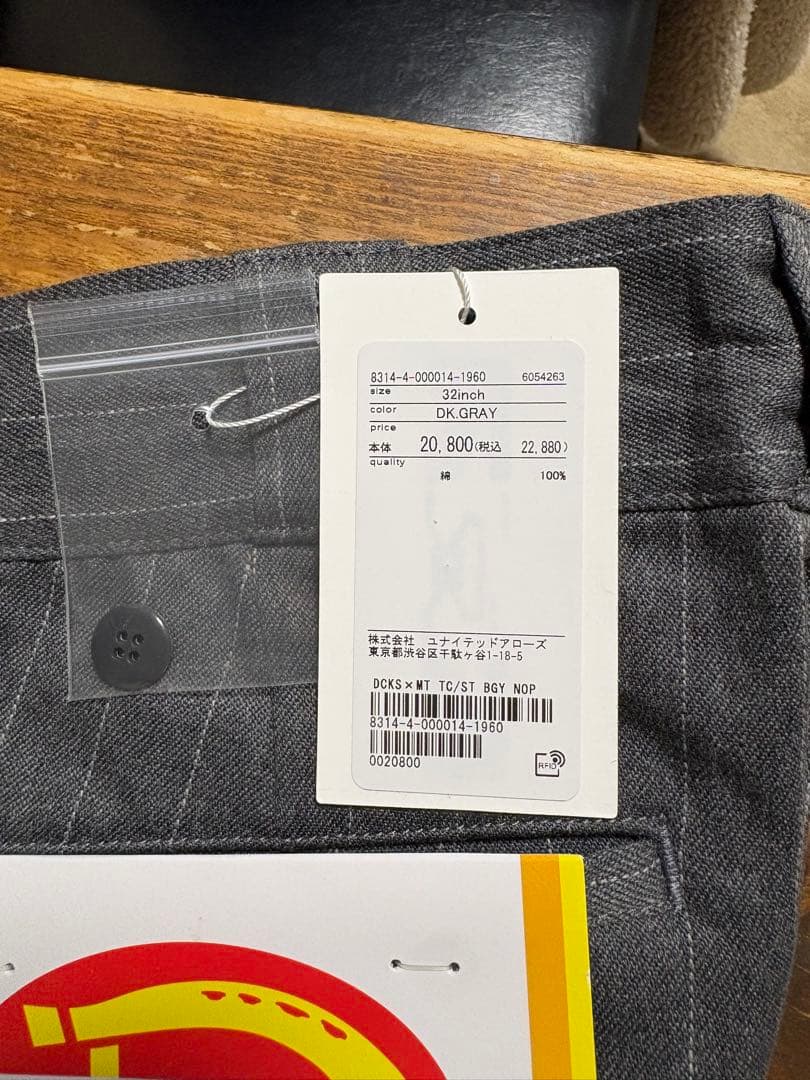 8314-4-000014-1960 6054263
size 32inch
color DK.GRAY
price
本体 20,800(税込 22,880)
quality
綿 100%
株式会社 ユナイテッドアローズ
東京都渋谷区千駄ヶ谷1-18-5
DCKS×MT TC/ST BGY NOP
8314-4-000014-1960
0020800
RFID